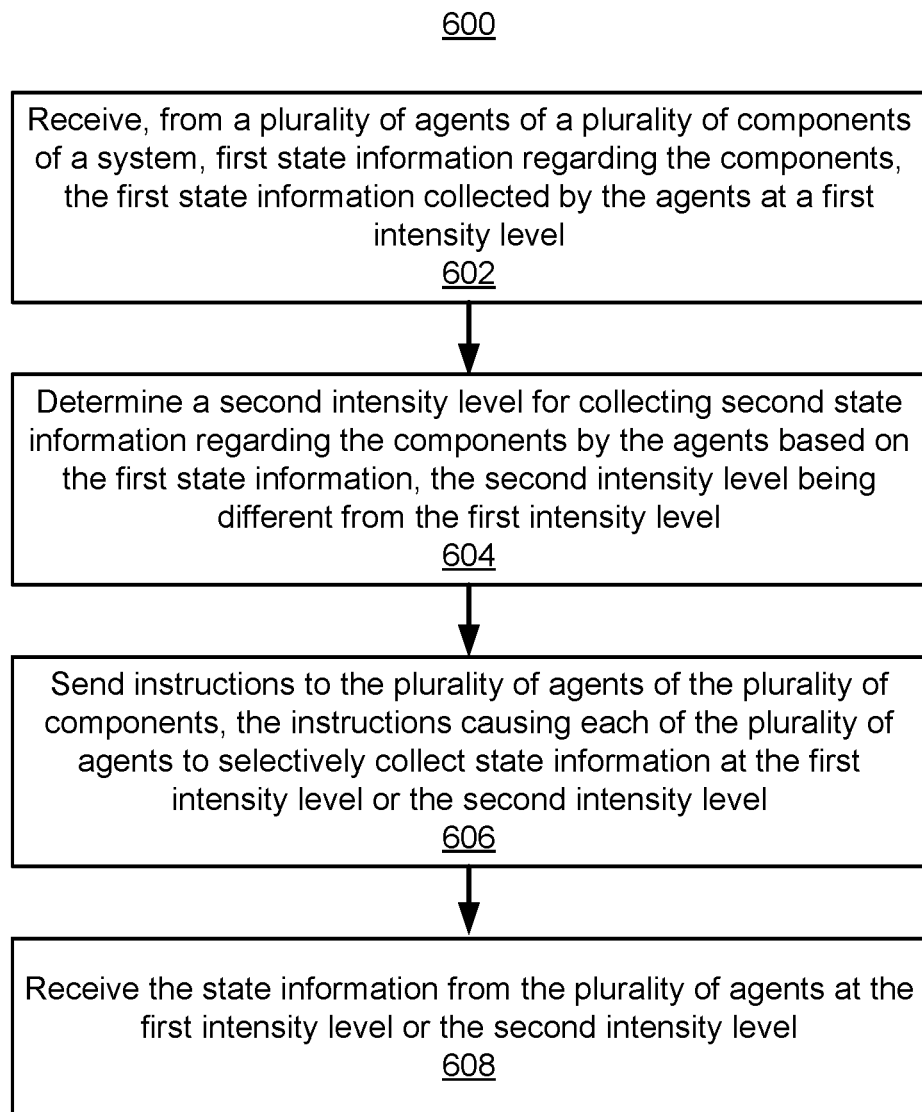 600
Receive, from a plurality of agents of a plurality of components
of a system, first state information regarding the components,
the first state information collected by the agents at a first
intensity level
602
Determine a second intensity level for collecting second state
information regarding the components by the agents based on
the first state information, the second intensity level being
different from the first intensity level
604
Send instructions to the plurality of agents of the plurality of
components, the instructions causing each of the plurality of
agents to selectively collect state information at the first
intensity level or the second intensity level
606
Receive the state information from the plurality of agents at the
first intensity level or the second intensity level
608